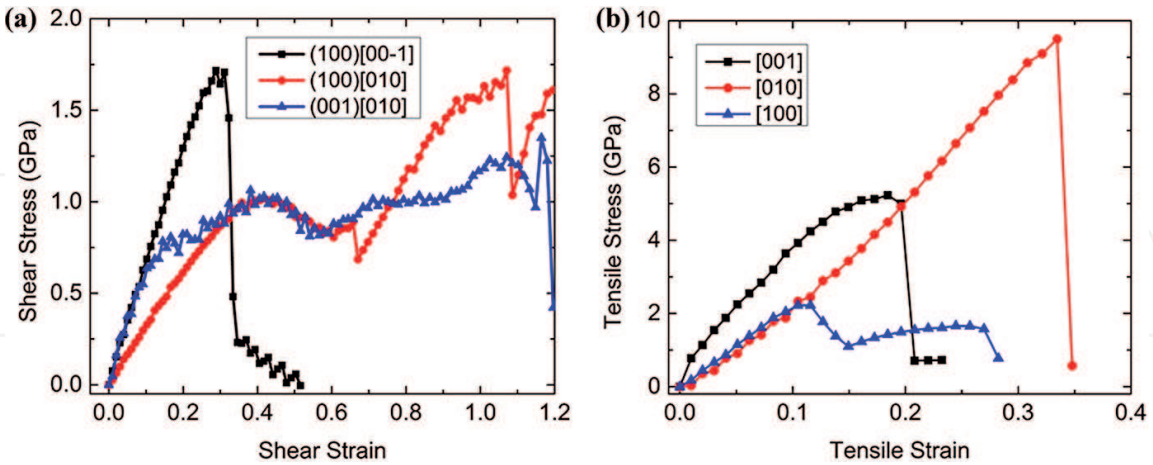 (a)
2.0
1.5
1.0
0.5
0.0
Shear Stress (GPa)
(100)[00-1]
(100)[010]
(001)[010]
0.0 0.2 0.4 0.6 0.8 1.0 1.2
Shear Strain
(b)
10
8
6
4
2
0
Tensile Stress (GPa)
[001]
[010]
[100]
0.0 0.1 0.2 0.3 0.4
Tensile Strain